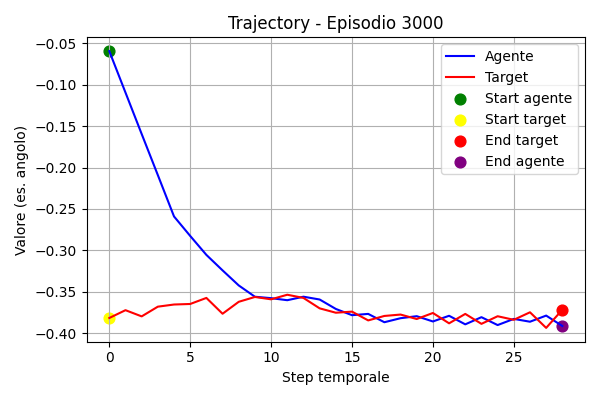 Trajectory - Episodio 3000
Valore (es. angolo)
−0.05
−0.10
−0.15
−0.20
−0.25
−0.30
−0.35
−0.40
Agente
Target
Start agente
Start target
End target
End agente
0 5 10 15 20 25
Step temporale